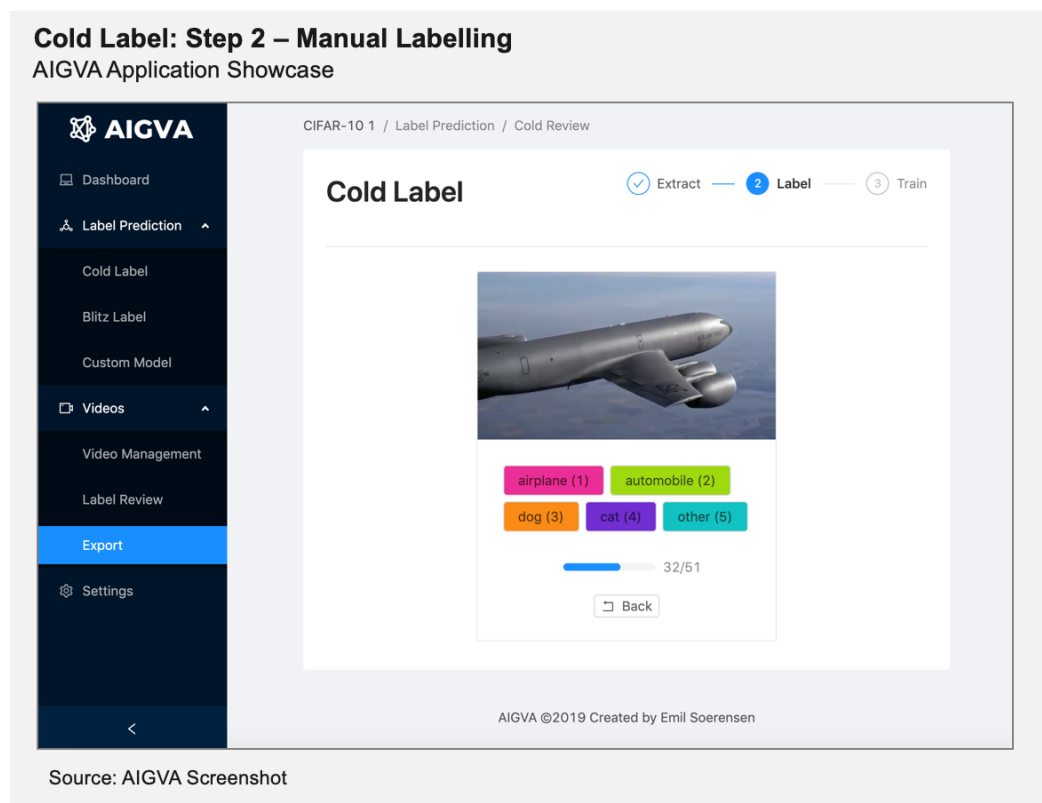 Cold Label: Step 2 – Manual Labelling
AIGVA Application Showcase
AIGVA
CIFAR-10 1 / Label Prediction / Cold Review
Dashboard
Label Prediction
Cold Label
Blitz Label
Custom Model
Videos
Video Management
Label Review
Export
Settings
Cold Label
Extract
2 Label
3 Train
airplane (1) automobile (2)
dog (3) cat (4) other (5)
32/51
Back
AIGVA ©2019 Created by Emil Soerensen
Source: AIGVA Screenshot